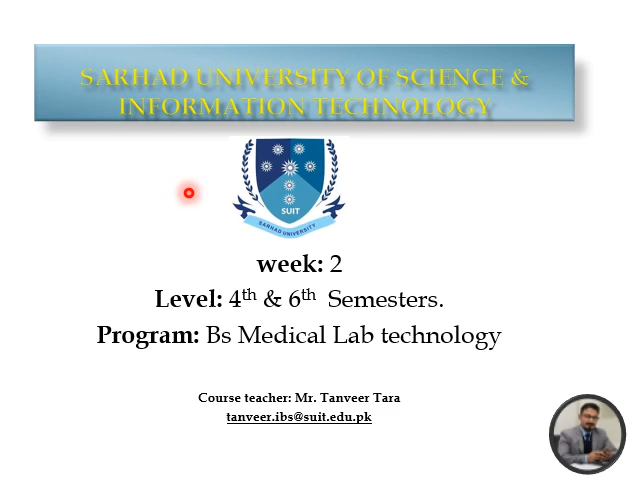 SARHAD UNIVERSITY OF SCIENCE &
INFORMATION TECHNOLOGY
SUIT
SARHAD UNIVERSITY
week: 2
Level: 4th & 6th Semesters.
Program: Bs Medical Lab technology
Course teacher: Mr. Tanveer Tara
tanveer.ibs@suit.edu.pk